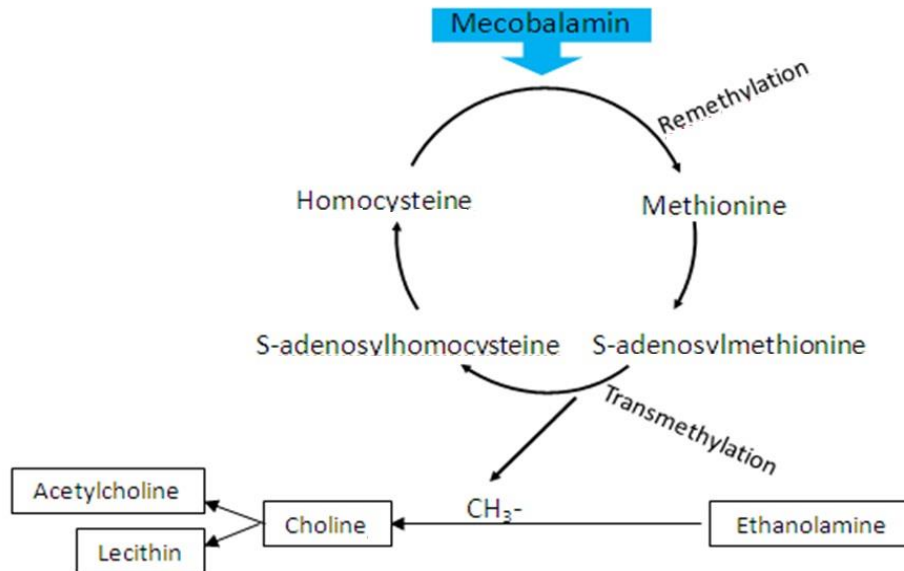 Mecobalamin
Remethylation
Homocysteine
Methionine
S-adenosylhomocysteine
S-adenosylmethionine
Transmethylation
Acetylcholine
CH₃-
Choline
Ethanolamine
Lecithin